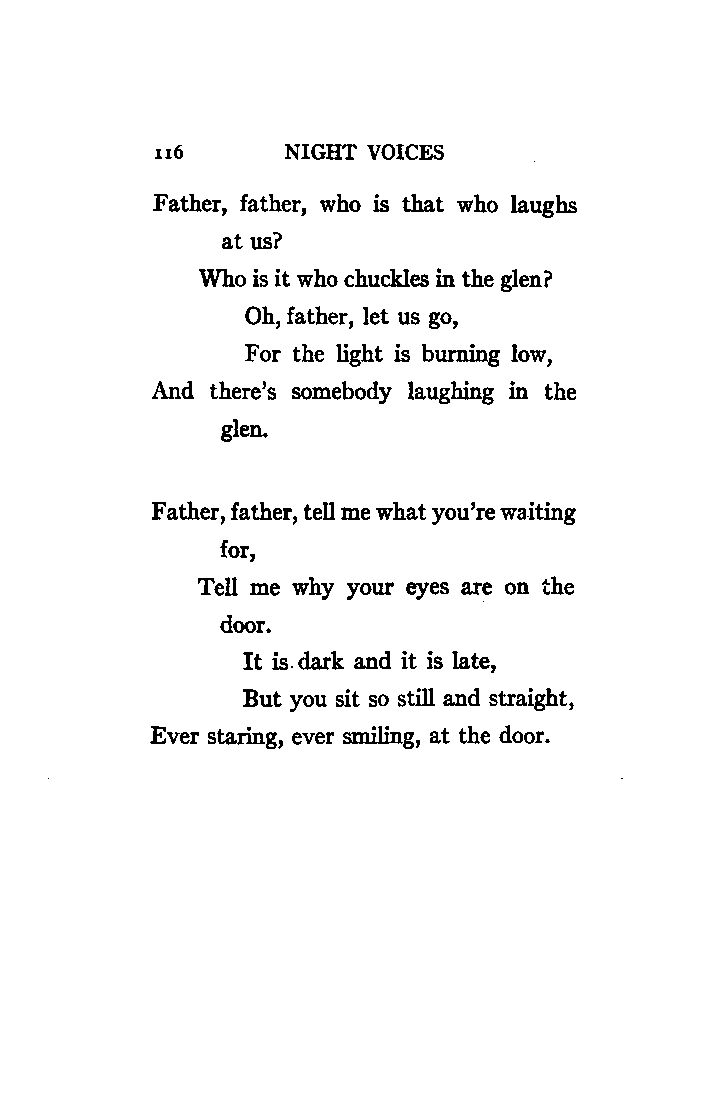 116 NIGHT VOICES
Father, father, who is that who laughs
at us?
Who is it who chuckles in the glen?
Oh, father, let us go,
For the light is burning low,
And there's somebody laughing in the
glen.
Father, father, tell me what you're waiting
for,
Tell me why your eyes are on the
door.
It is dark and it is late,
But you sit so still and straight,
Ever staring, ever smiling, at the door.